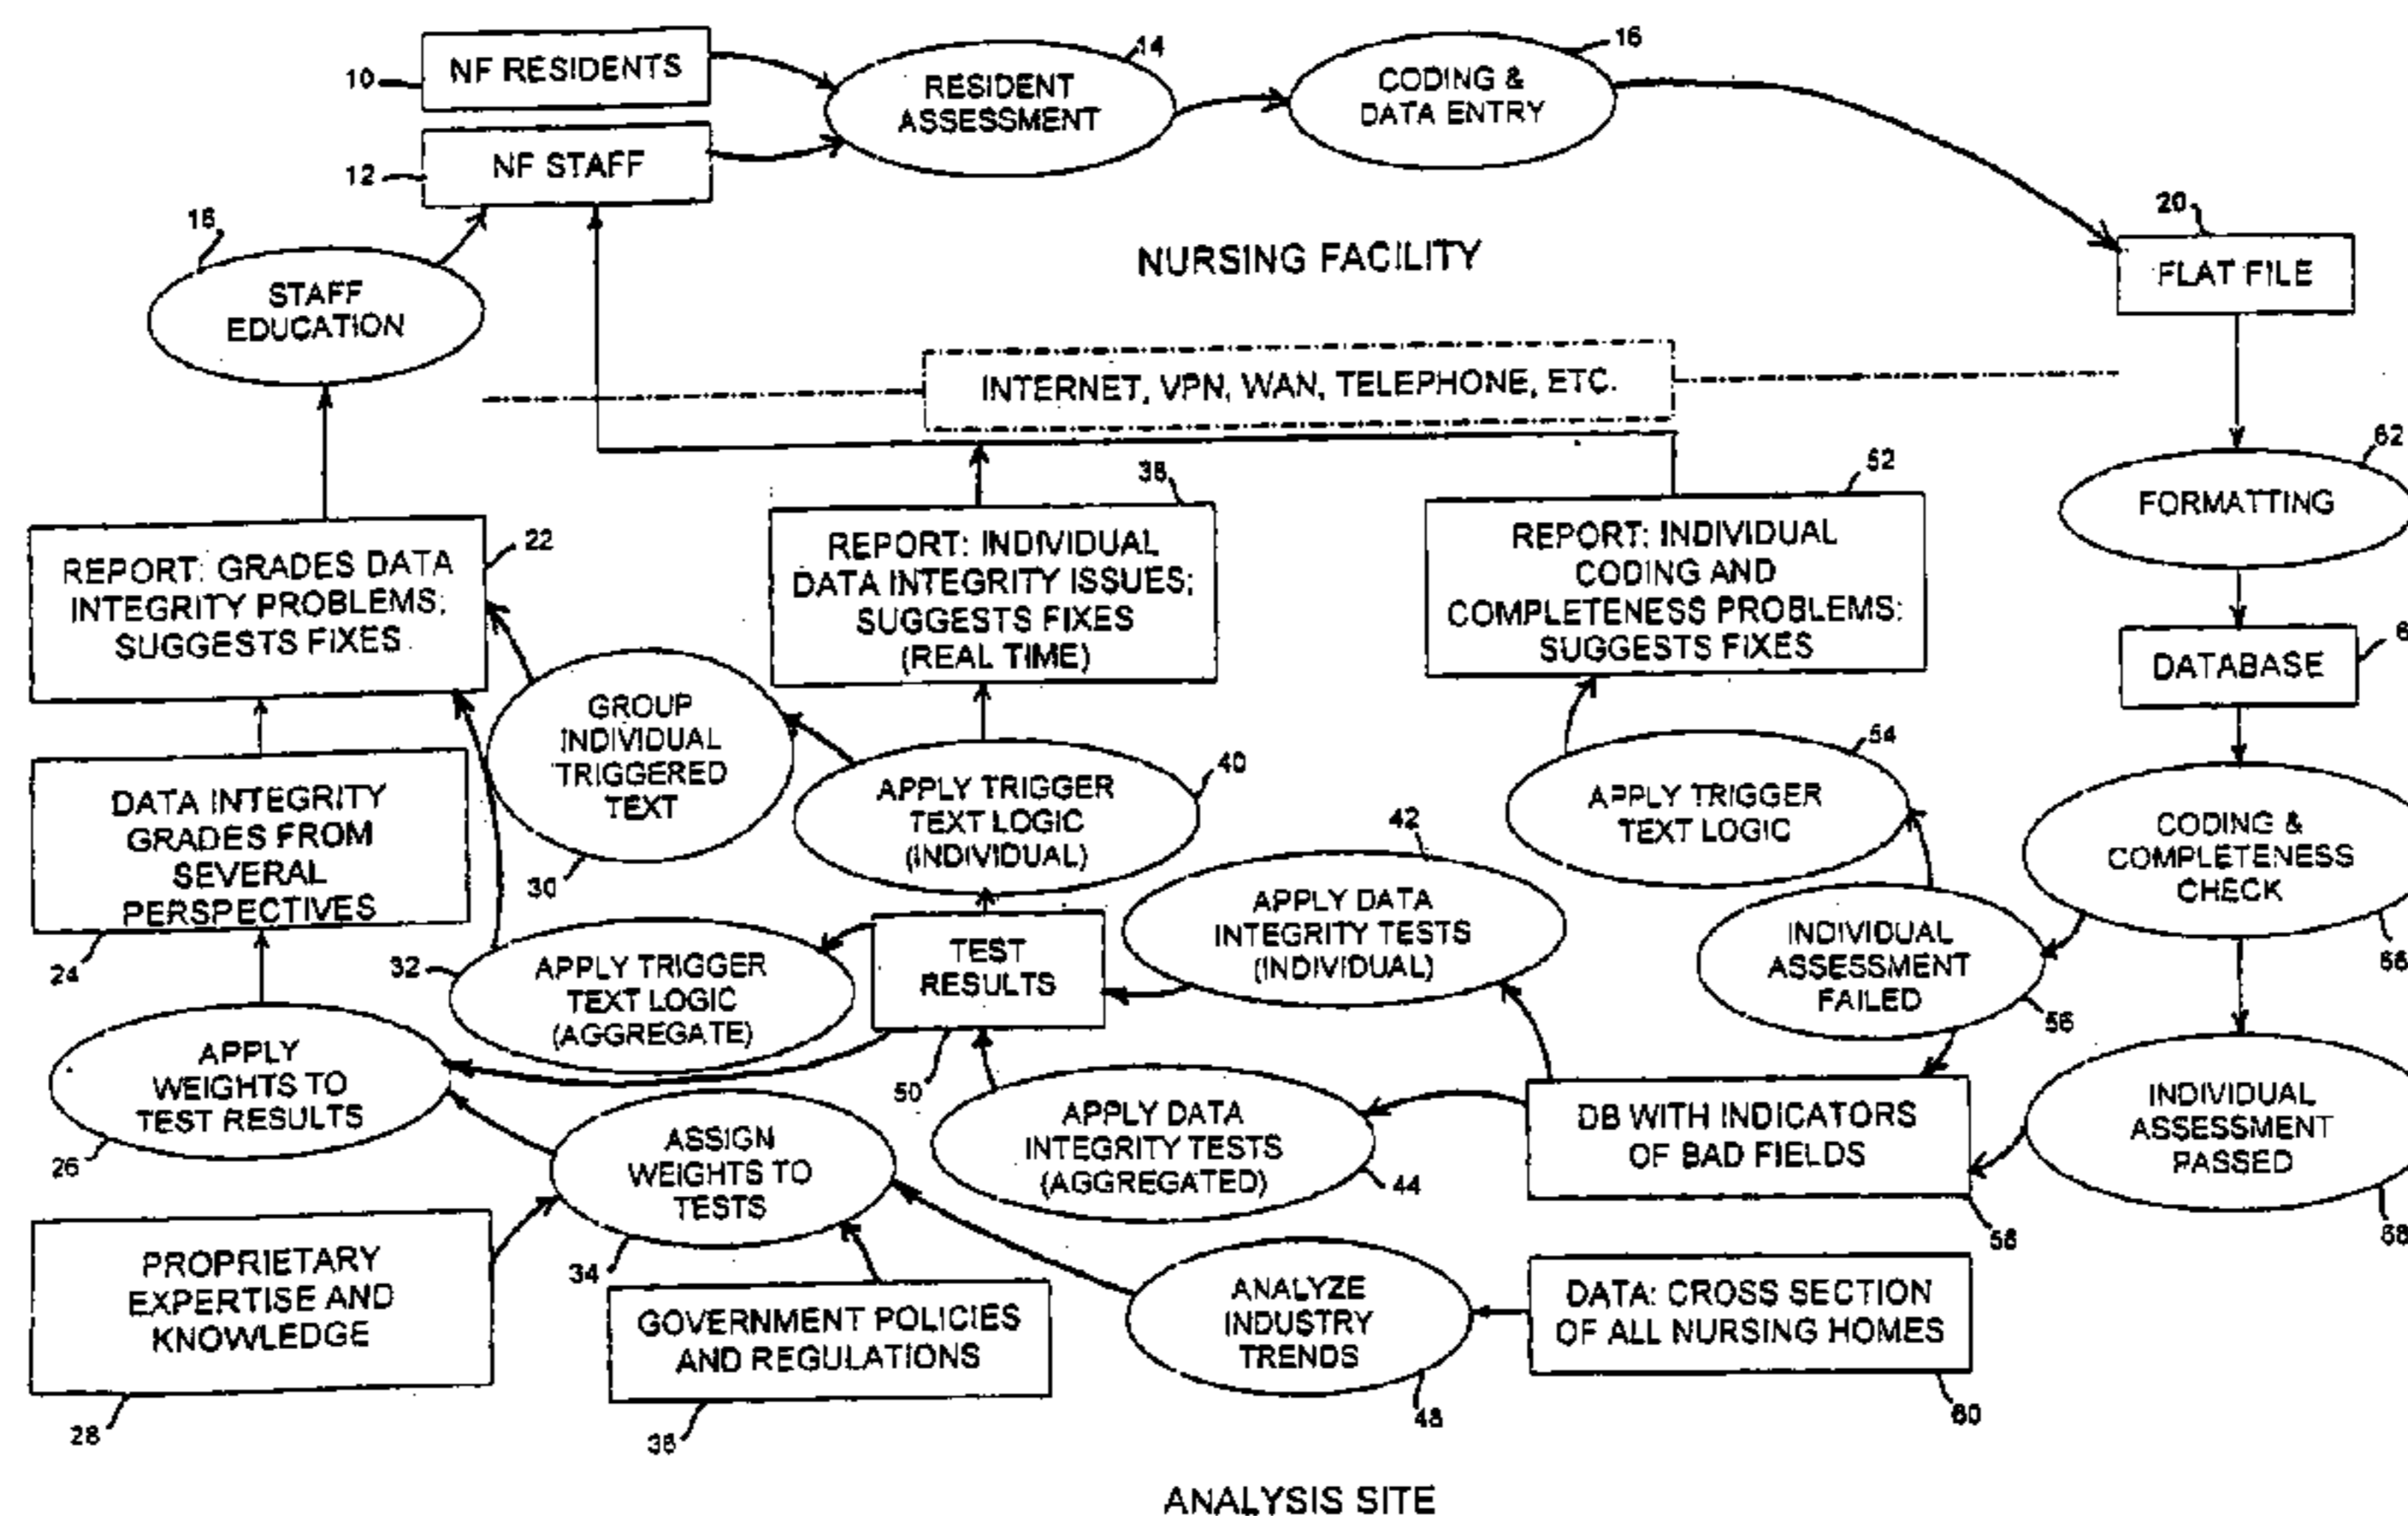 10
NF RESIDENTS
12
NF STAFF
14
RESIDENT
ASSESSMENT
16
CODING &
DATA ENTRY
18
STAFF
EDUCATION
NURSING FACILITY
20
FLAT FILE
INTERNET, VPN, WAN, TELEPHONE, ETC.
62
FORMATTING
22
REPORT: GRADES DATA
INTEGRITY PROBLEMS;
SUGGESTS FIXES
38
REPORT: INDIVIDUAL
DATA INTEGRITY ISSUES;
SUGGESTS FIXES
(REAL TIME)
52
REPORT: INDIVIDUAL
CODING AND
COMPLETENESS PROBLEMS;
SUGGESTS FIXES
DATABASE
GROUP
INDIVIDUAL
TRIGGERED
TEXT
30
APPLY TRIGGER
TEXT LOGIC
(INDIVIDUAL)
40
54
APPLY TRIGGER
TEXT LOGIC
CODING &
COMPLETENESS
CHECK
DATA INTEGRITY
GRADES FROM
SEVERAL
PERSPECTIVES
24
32
APPLY TRIGGER
TEXT LOGIC
(AGGREGATE)
TEST
RESULTS
50
42
APPLY DATA
INTEGRITY TESTS
(INDIVIDUAL)
INDIVIDUAL
ASSESSMENT
FAILED
56
APPLY
WEIGHTS TO
TEST RESULTS
26
ASSIGN
WEIGHTS TO
TESTS
34
APPLY DATA
INTEGRITY TESTS
(AGGREGATED)
44
DB WITH INDICATORS
OF BAD FIELDS
58
INDIVIDUAL
ASSESSMENT
PASSED
68
PROPRIETARY
EXPERTISE AND
KNOWLEDGE
28
GOVERNMENT POLICIES
AND REGULATIONS
36
ANALYZE
INDUSTRY
TRENDS
48
DATA: CROSS SECTION
OF ALL NURSING HOMES
60
ANALYSIS SITE